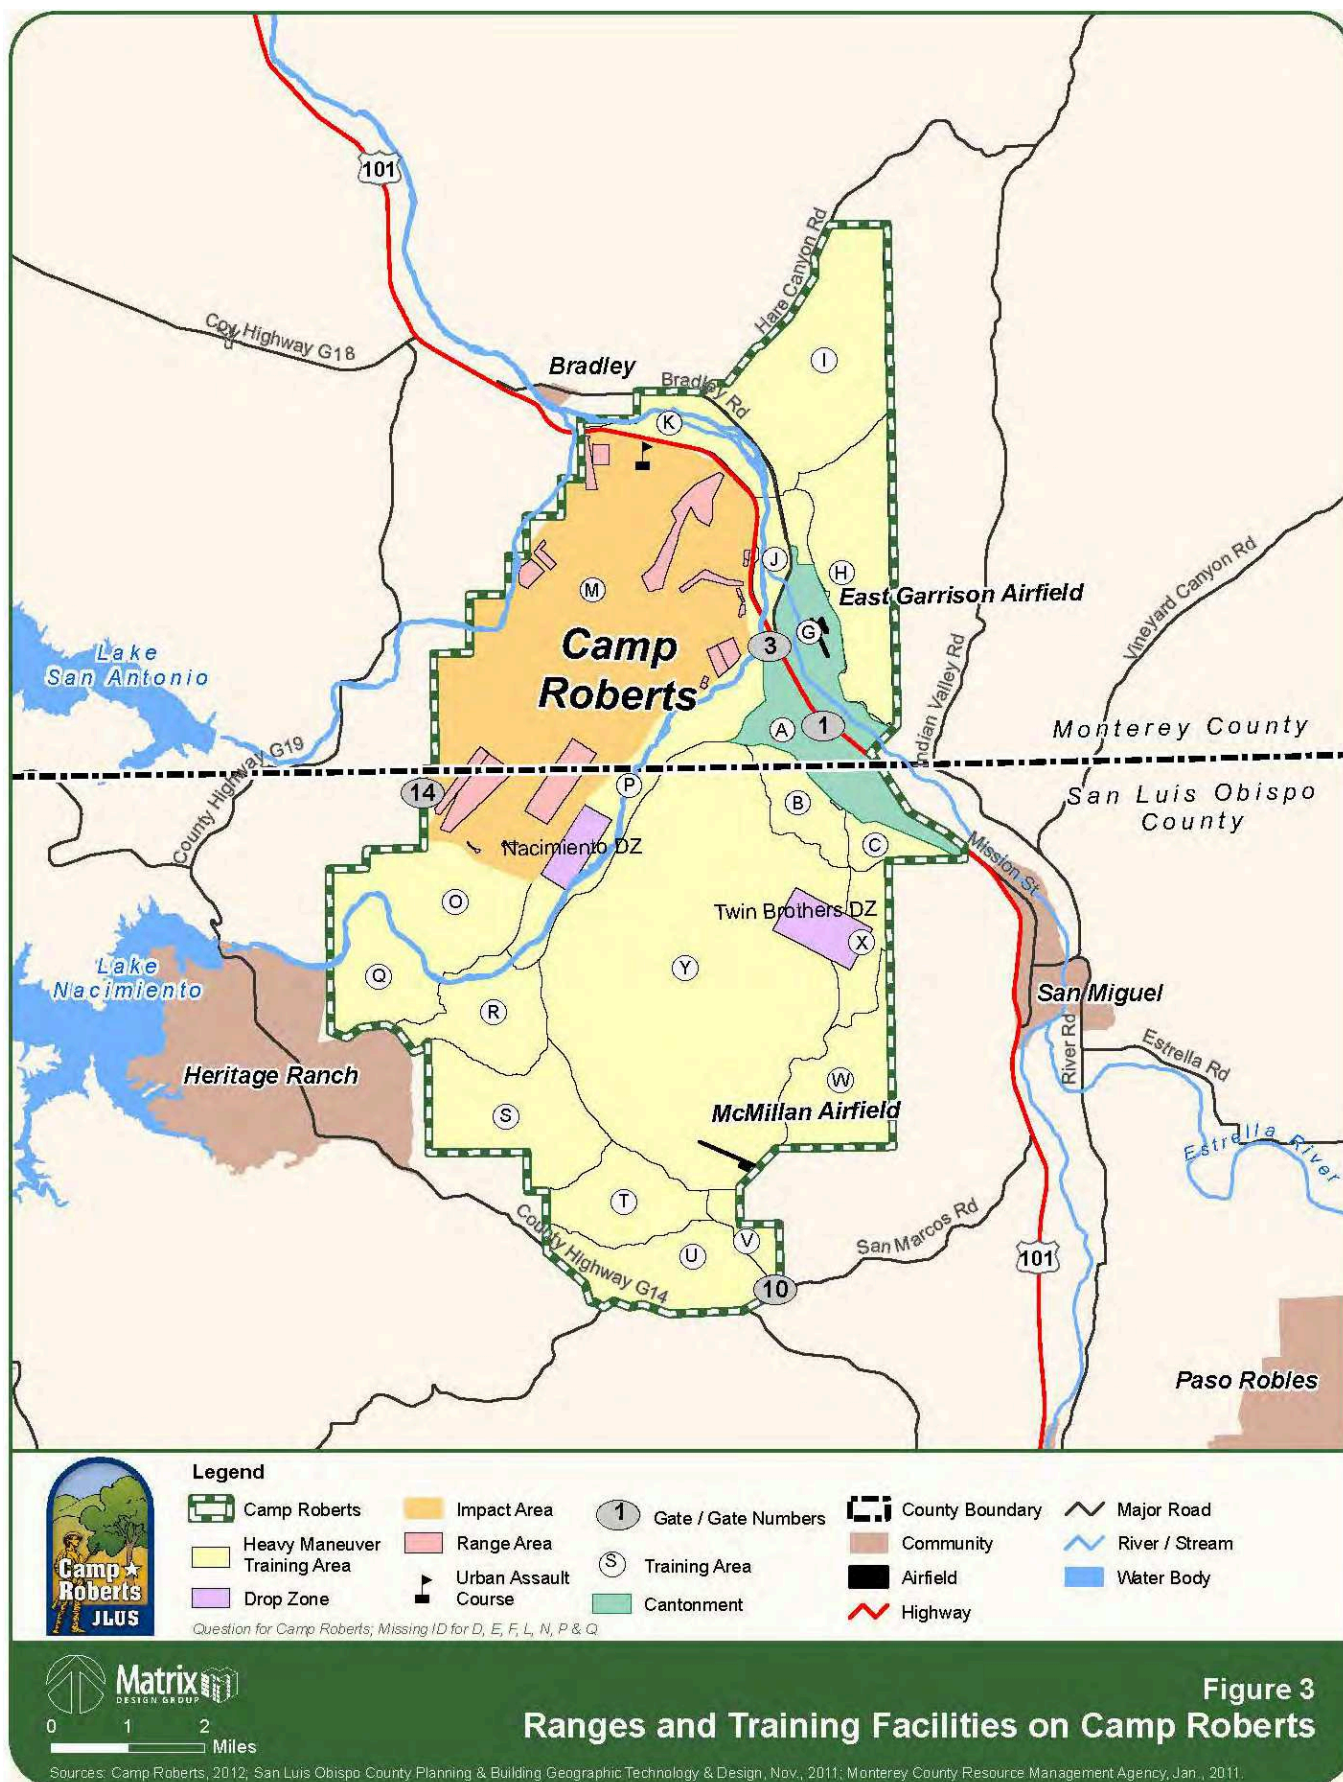 101
Hare Canyon Rd
Coy Highway G18
I
Bradley
Bradley Rd
K
J
H
M
East Garrison Airfield
G
Camp
Roberts
3
Vineyard Canyon Rd
Lake
San Antonio
Indian Valley Rd
A
1
Monterey County
County Highway G19
14
P
San Luis Obispo
County
B
Nacimiento DZ
C
Mission St
O
Twin Brothers DZ
X
Lake
Nacimiento
Q
Y
San Miguel
R
River Rd
Estrella Rd
Heritage Ranch
W
S
McMillan Airfield
Estrella River
T
County Highway G14
U
V
San Marcos Rd
101
10
Paso Robles
Legend
Camp Roberts
Heavy Maneuver
Training Area
Drop Zone
Impact Area
Range Area
Urban Assault
Course
1 Gate / Gate Numbers
S Training Area
Cantonment
County Boundary
Community
Airfield
Highway
Major Road
River / Stream
Water Body
Camp
Roberts
JLUS
Question for Camp Roberts; Missing ID for D, E, F, L, N, P & Q
Matrix
DESIGN GROUP
0 1 2
Miles
Figure 3
Ranges and Training Facilities on Camp Roberts
Sources: Camp Roberts, 2012; San Luis Obispo County Planning & Building Geographic Technology & Design, Nov., 2011; Monterey County Resource Management Agency, Jan., 2011.